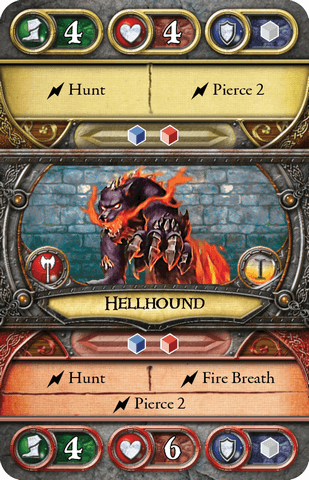 4 4
Hunt Pierce 2
I
HELLHOUND
Hunt Fire Breath
Pierce 2
4 6